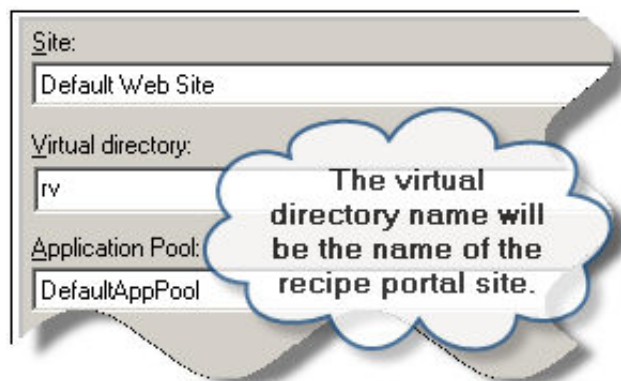 Site:
Default Web Site
Virtual directory:
rv
The virtual
directory name will
be the name of the
recipe portal site.
Application Pool:
DefaultAppPool